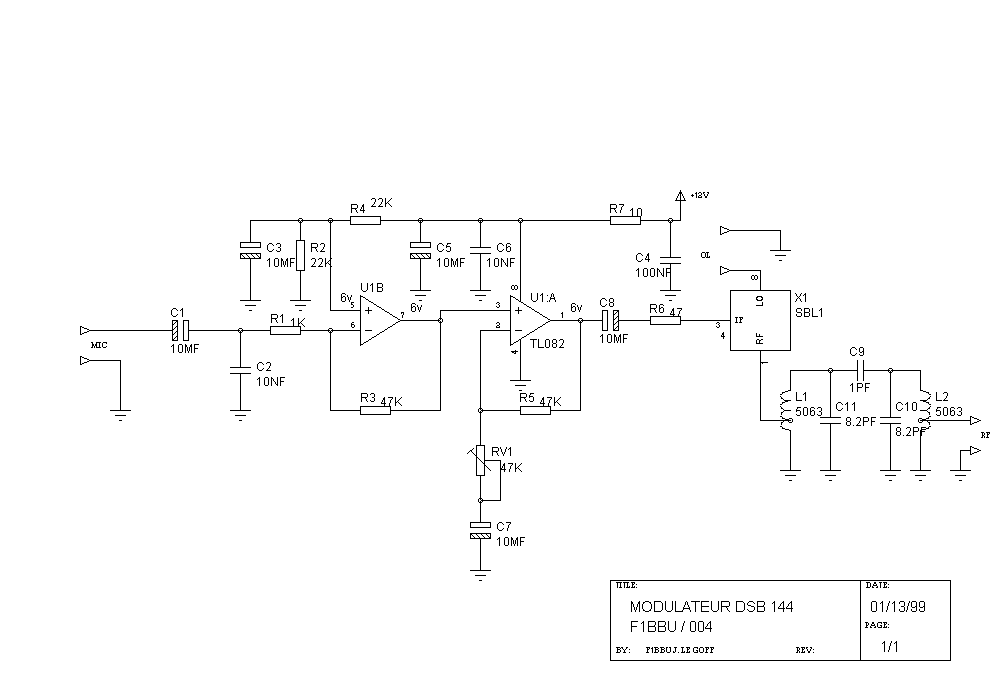 +12V
R4 22K
R7 10
C3
10MF
R2
22K
C5
10MF
C6
10NF
C4
100NF
OL
8
U1B
6v
5
6
7
6v
8
U1:A
3
2
1
4
TL082
6v
C8
10MF
R6 47
3
4
IF
LO
RF
1
X1
SBL1
C1
10MF
R1 1K
MIC
C2
10NF
R3 47K
R5 47K
C9
1PF
L1
5063
C11
8.2PF
C10
8.2PF
L2
5063
RF
RV1
47K
C7
10MF
TITLE:
MODULATEUR DSB 144
F1BBU / 004
BY: F1BBU J.LE GOFF
REV:
DATE:
01/13/99
PAGE:
1/1